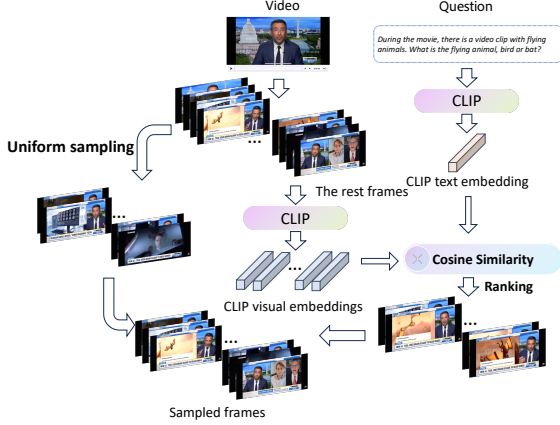 Video
Question
During the movie, there is a video clip with flying
animals. What is the flying animal, bird or bat?
CLIP
Uniform sampling
...
...
CLIP text embedding
The rest frames
...
CLIP
...
Cosine Similarity
CLIP visual embeddings
Ranking
...
...
Sampled frames